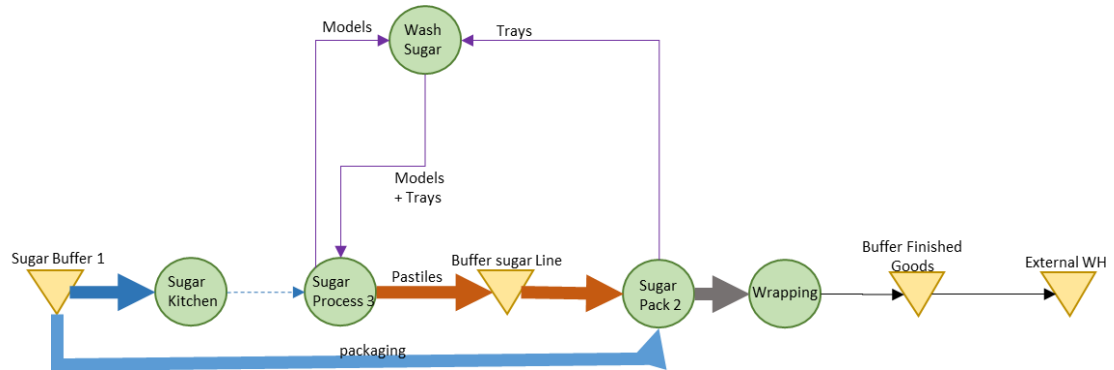 Models
Wash
Sugar
Trays
Models
+ Trays
Sugar Buffer 1
Sugar
Kitchen
Sugar
Process 3
Pastiles
Buffer sugar Line
Sugar
Pack 2
Wrapping
Buffer Finished
Goods
External WH
packaging